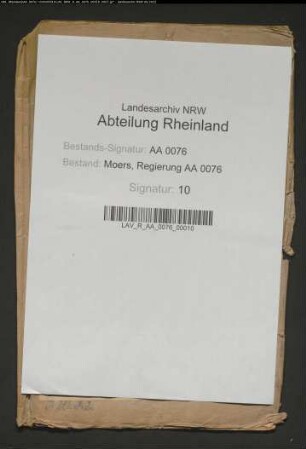 Landesarchiv NRW
Abteilung Rheinland
Bestands-Signatur: AA 0076
Bestand: Moers, Regierung AA 0076
Signatur: 10
LAV_R_AA_0076_00010